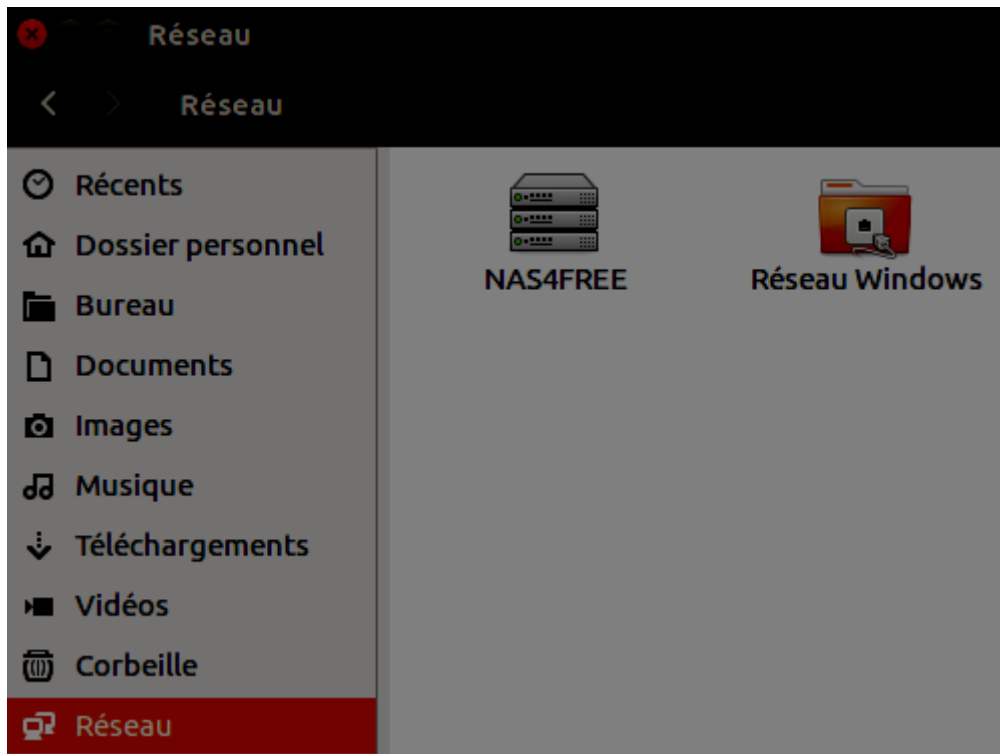 Réseau
Réseau
Récents
Dossier personnel
Bureau
Documents
Images
Musique
Téléchargements
Vidéos
Corbeille
Réseau
NAS4FREE
Réseau Windows